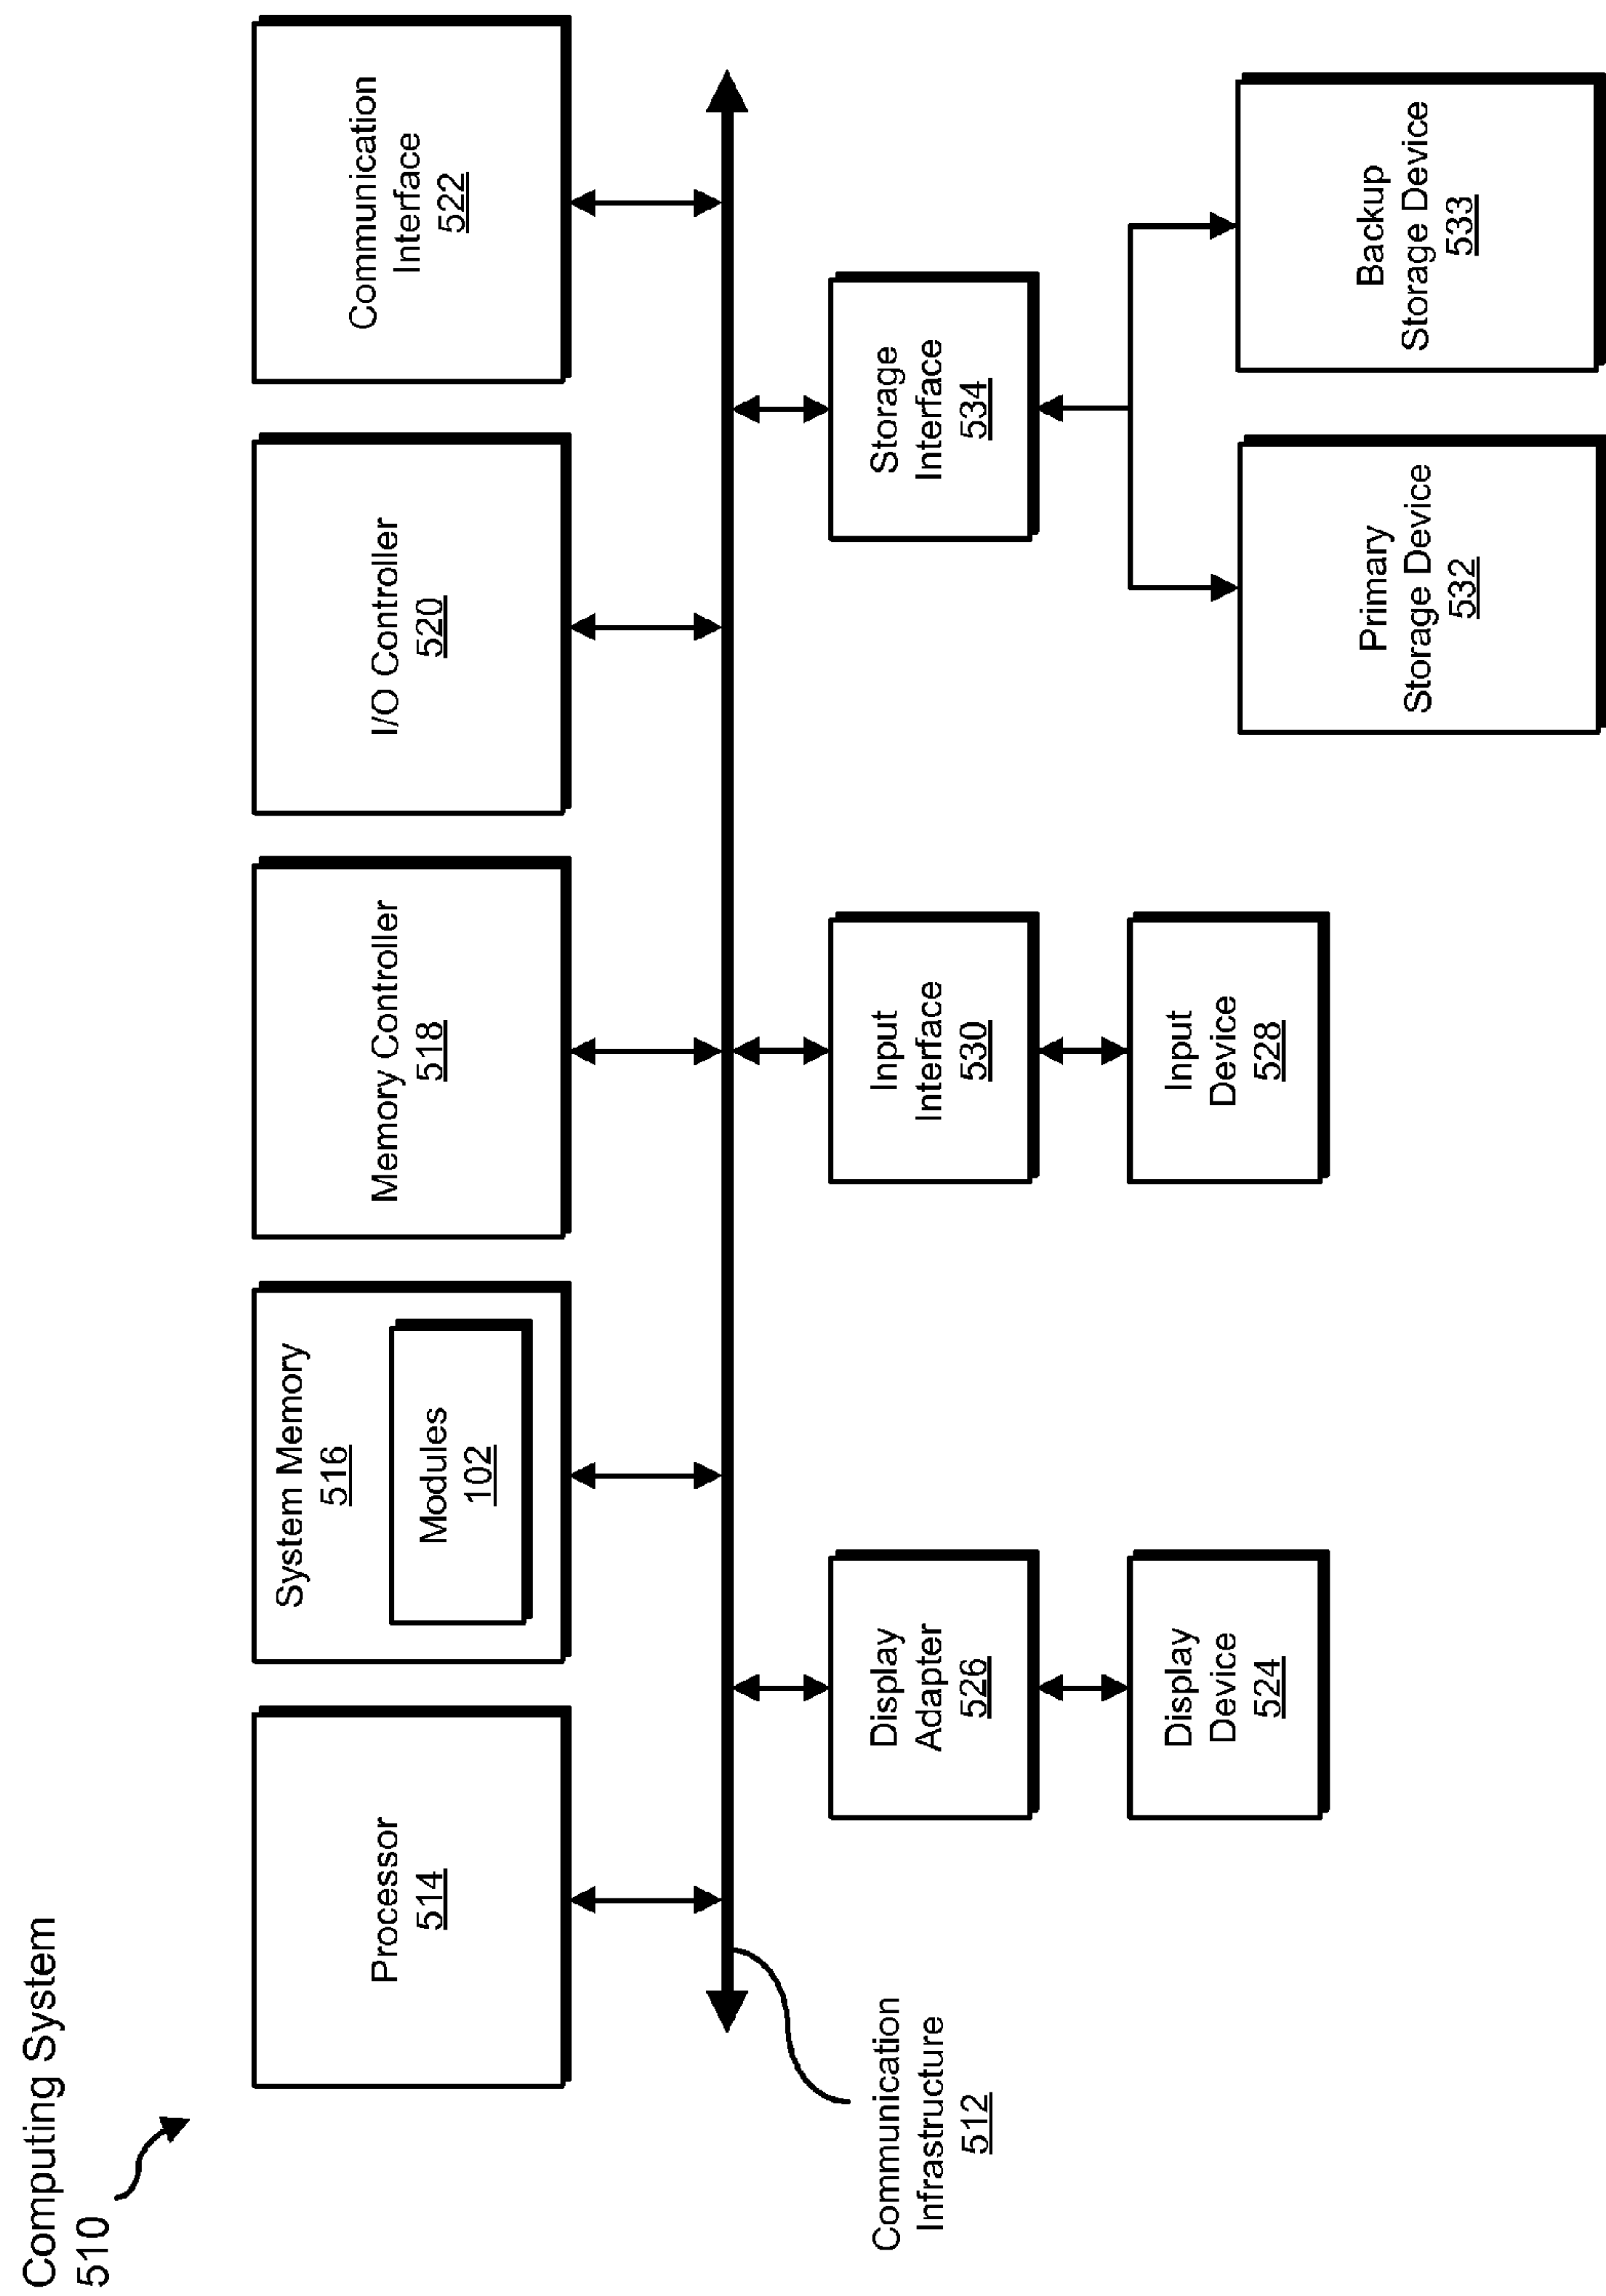 Computing System
510
Processor
514
System Memory
516
Modules
102
Memory Controller
518
I/O Controller
520
Communication
Interface
522
Communication
Infrastructure
512
Display
Adapter
526
Input
Interface
530
Storage
Interface
534
Display
Device
524
Input
Device
528
Primary
Storage Device
532
Backup
Storage Device
533